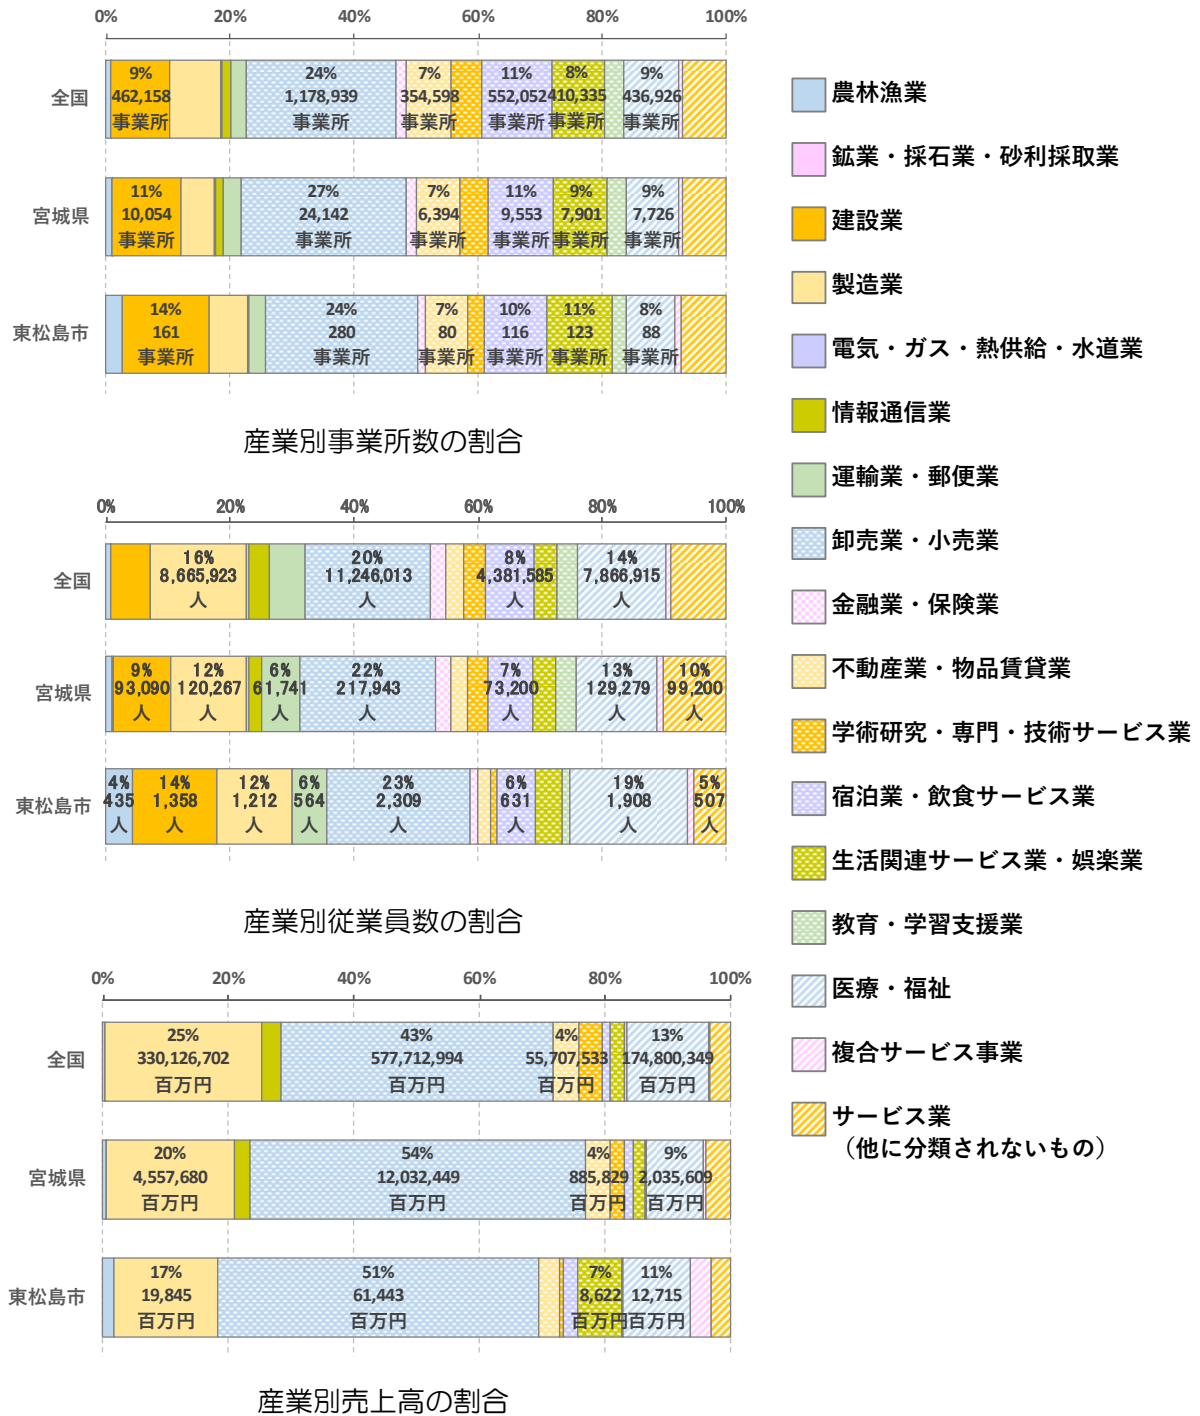 0% 20% 40% 60% 80% 100%
全国
9% 24% 7% 11% 8% 9%
462,158 1,178,939 354,598 552,052 410,335 436,926
事業所 事業所 事業所 事業所 事業所 事業所
宮城県
11% 27% 7% 11% 9% 9%
10,054 24,142 6,394 9,553 7,901 7,726
事業所 事業所 事業所 事業所 事業所 事業所
東松島市
14% 24% 7% 10% 11% 8%
161 280 80 116 123 88
事業所 事業所 事業所 事業所 事業所 事業所
産業別事業所数の割合
0% 20% 40% 60% 80% 100%
全国
16% 20% 8% 14%
8,665,923 11,246,013 4,381,585 7,866,915
人 人 人 人
宮城県
9% 12% 6% 22% 7% 13% 10%
93,090 120,267 61,741 217,943 73,200 129,279 99,200
人 人 人 人 人 人 人
東松島市
4% 14% 12% 6% 23% 6% 19% 5%
435 1,358 1,212 564 2,309 631 1,908 507
人 人 人 人 人 人 人 人
産業別従業員数の割合
0% 20% 40% 60% 80% 100%
全国
25% 43% 4% 13%
330,126,702 577,712,994 55,707,533 174,800,349
百万円 百万円 百万円 百万円
宮城県
20% 54% 4% 9%
4,557,680 12,032,449 885,829 2,035,609
百万円 百万円 百万円 百万円
東松島市
17% 51% 7% 11%
19,845 61,443 8,622 12,715
百万円 百万円 百万円 百万円
産業別売上高の割合
農林漁業
鉱業・採石業・砂利採取業
建設業
製造業
電気・ガス・熱供給・水道業
情報通信業
運輸業・郵便業
卸売業・小売業
金融業・保険業
不動産業・物品賃貸業
学術研究・専門・技術サービス業
宿泊業・飲食サービス業
生活関連サービス業・娯楽業
教育・学習支援業
医療・福祉
複合サービス事業
サービス業
（他に分類されないもの）